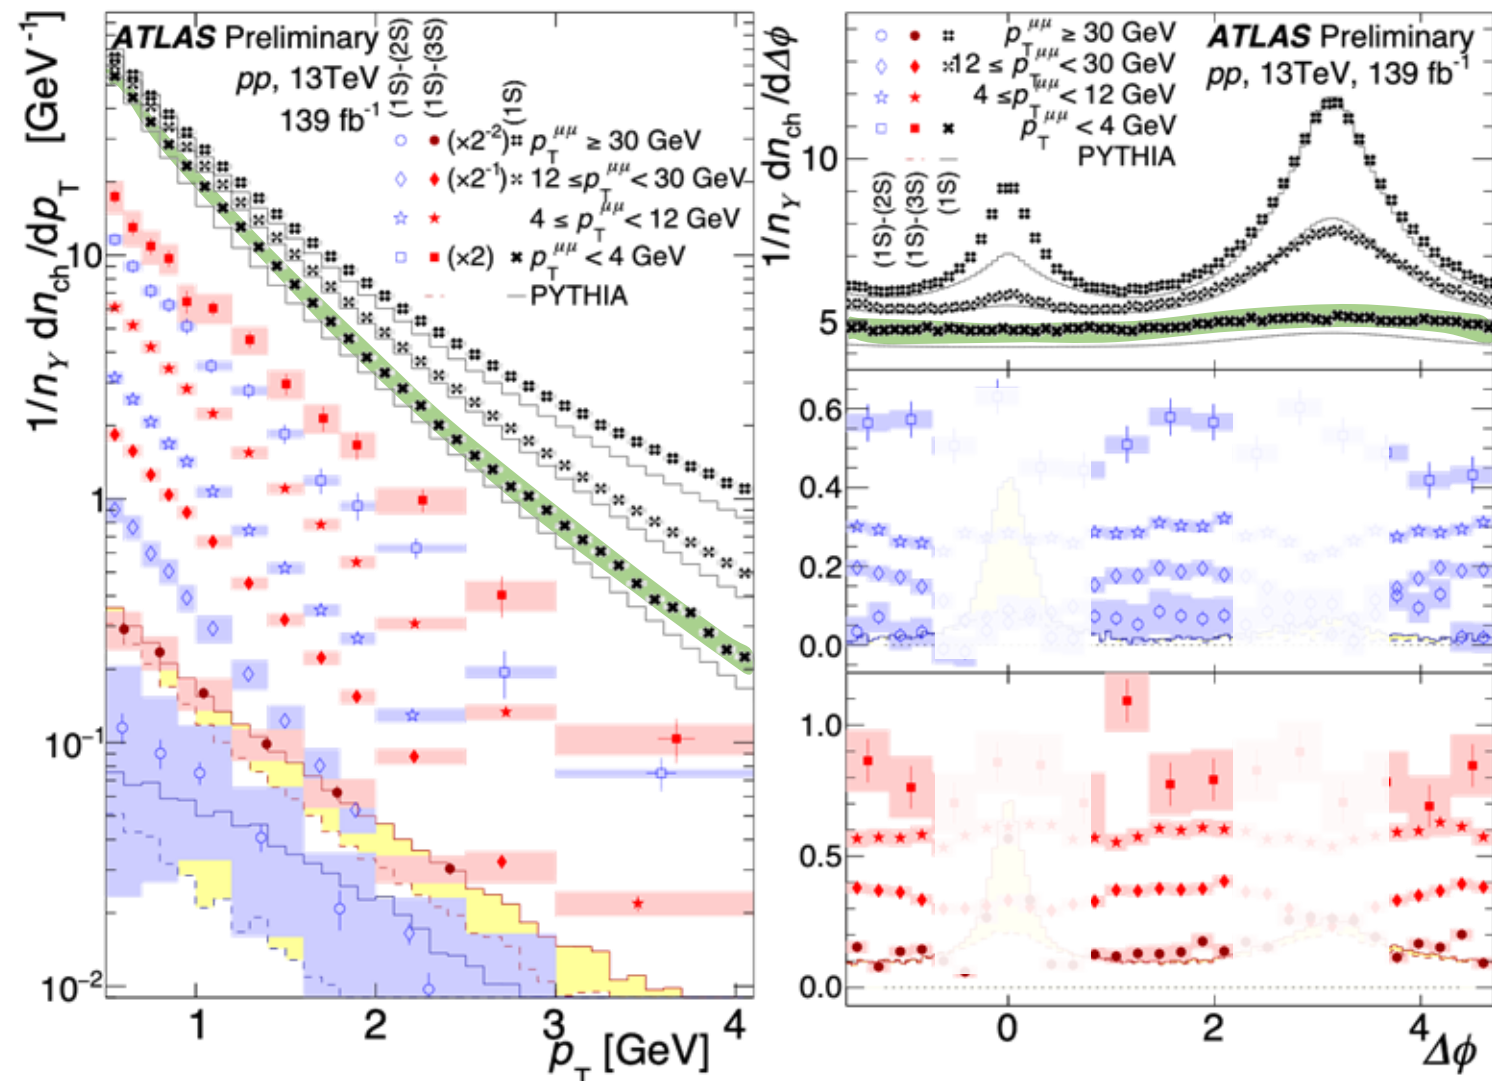 ATLAS Preliminary
pp, 13TeV
139 fb⁻¹
(1S)-(2S)
(1S)-(3S)
(1S)
(×2⁻²) p_T^μμ ≥ 30 GeV
(×2⁻¹) 12 ≤ p_T^μμ < 30 GeV
4 ≤ p_T^μμ < 12 GeV
(×2) p_T^μμ < 4 GeV
PYTHIA
1/n_Υ dn_ch/dp_T [GeV⁻¹]
10
1
10⁻¹
10⁻²
1 2 3 4
p_T [GeV]
p_T^μμ ≥ 30 GeV
12 ≤ p_T^μμ < 30 GeV
4 ≤ p_T^μμ < 12 GeV
p_T^μμ < 4 GeV
PYTHIA
ATLAS Preliminary
pp, 13TeV, 139 fb⁻¹
(1S)-(2S)
(1S)-(3S)
(1S)
1/n_Υ dn_ch/dΔϕ
10
5
0.6
0.4
0.2
0.0
1.0
0.5
0.0
0 2 4
Δϕ